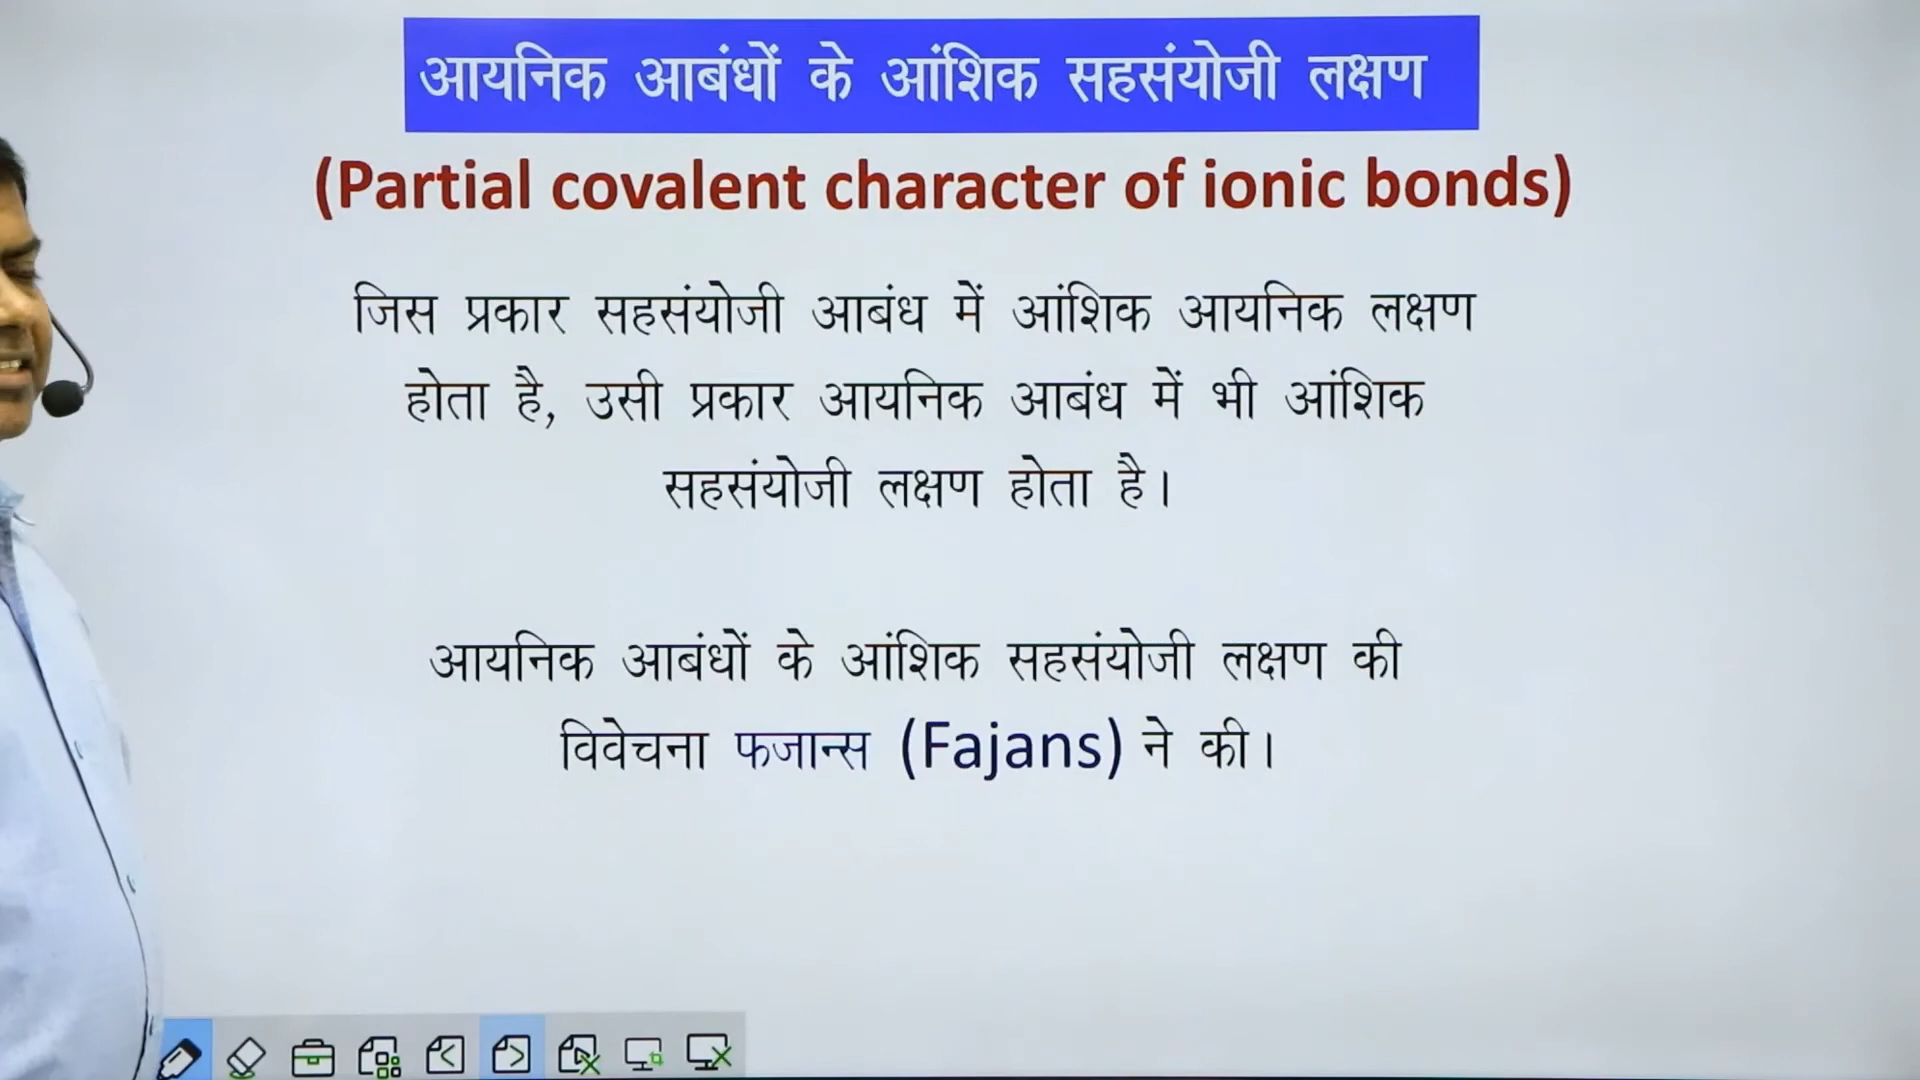 आयनिक आबंधों के आंशिक सहसंयोजी लक्षण
(Partial covalent character of ionic bonds)
जिस प्रकार सहसंयोजी आबंध में आंशिक आयनिक लक्षण
होता है, उसी प्रकार आयनिक आबंध में भी आंशिक
सहसंयोजी लक्षण होता है।
आयनिक आबंधों के आंशिक सहसंयोजी लक्षण की
विवेचना फजान्स (Fajans) ने की।